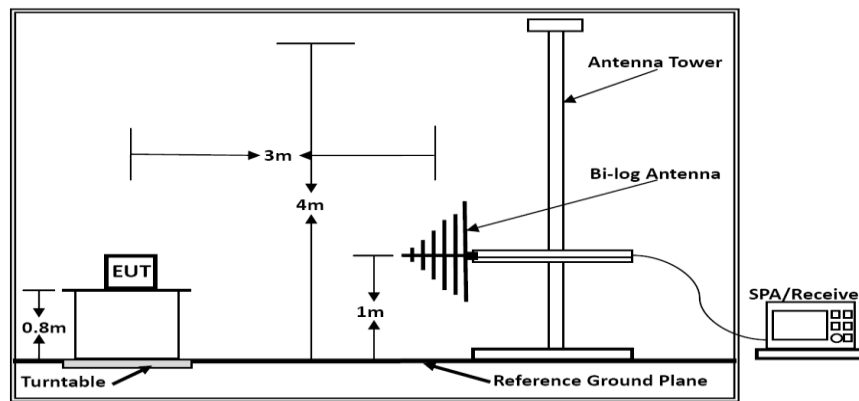 Antenna Tower
3m
Bi-log Antenna
4m
EUT
SPA/Receive
0.8m
1m
Turntable
Reference Ground Plane